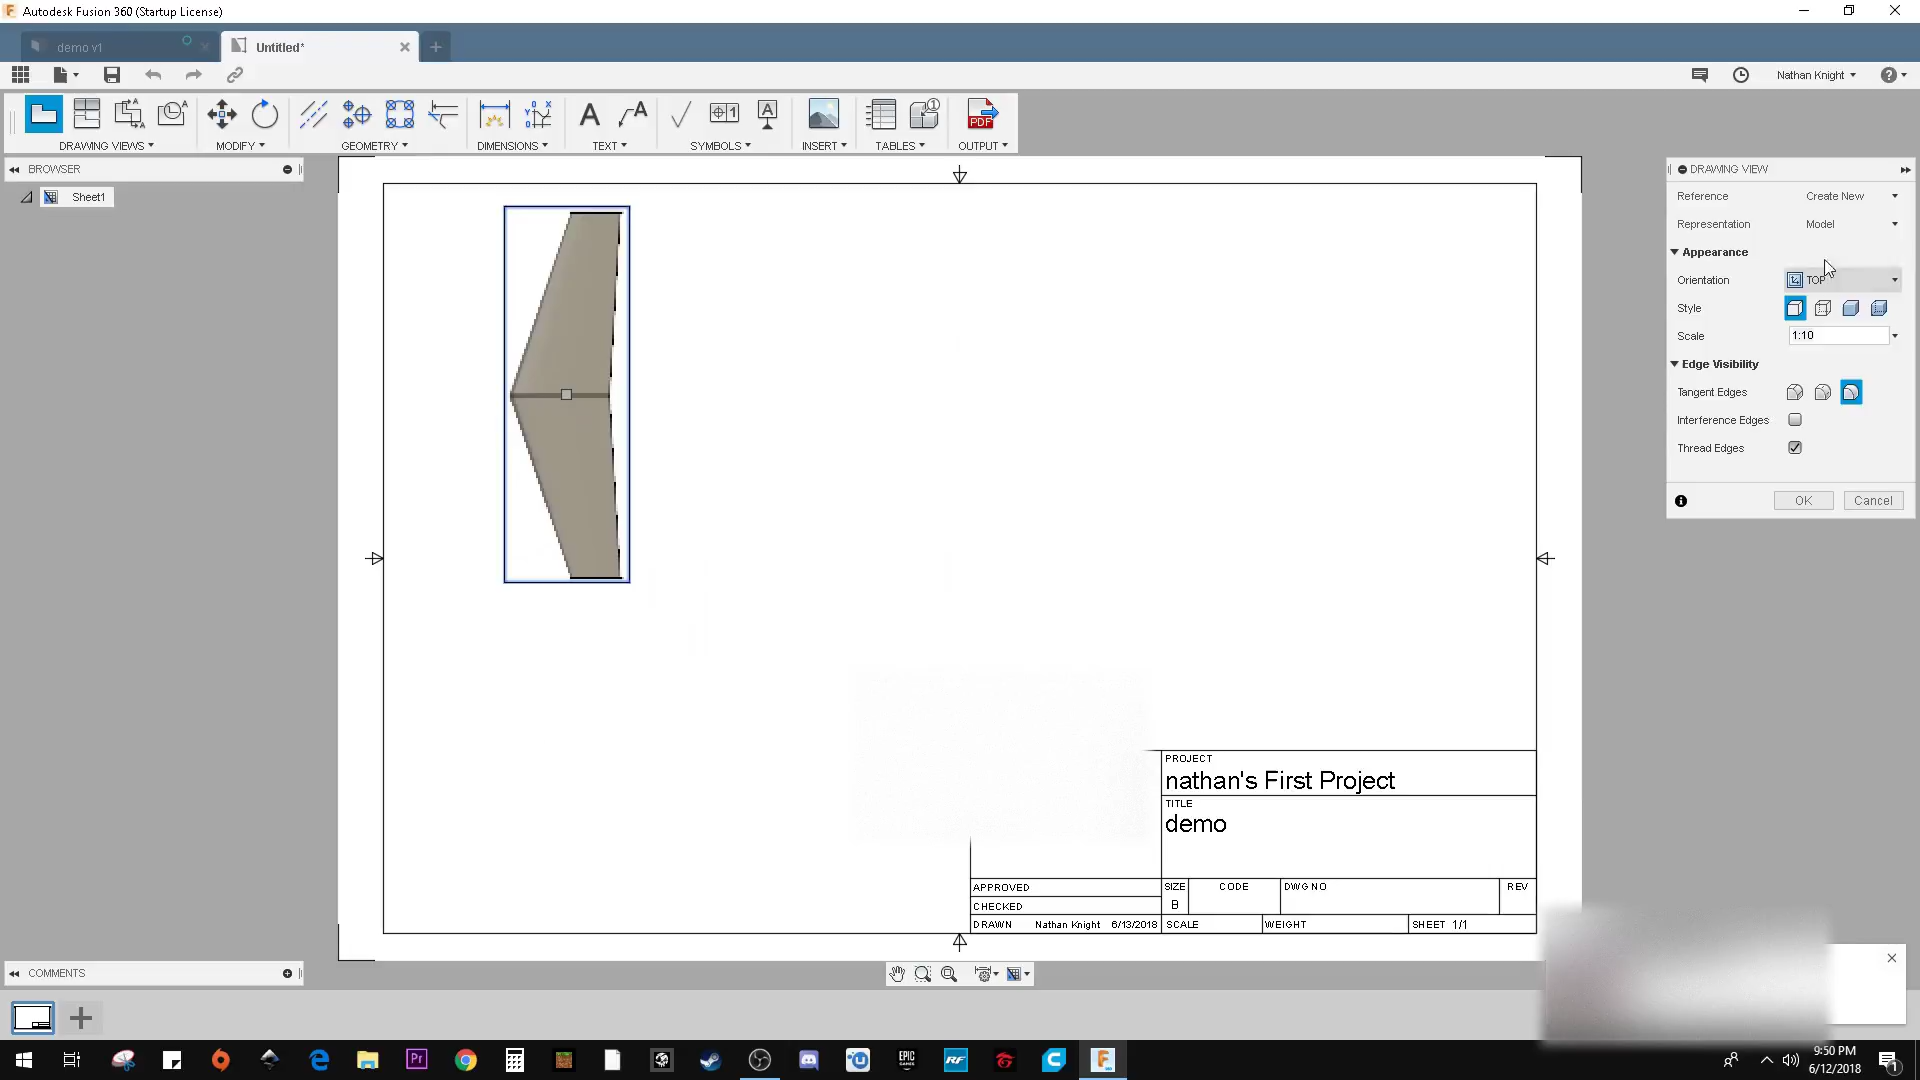 Autodesk Fusion 360 (Startup License)
demo v1
Untitled*
Nathan Knight
DRAWING VIEWS
MODIFY
GEOMETRY
DIMENSIONS
TEXT
SYMBOLS
INSERT
TABLES
OUTPUT
BROWSER
Sheet1
DRAWING VIEW
Reference Create New
Representation Model
Appearance
Orientation TOP
Style
Scale 1:10
Edge Visibility
Tangent Edges
Interference Edges
Thread Edges
OK Cancel
PROJECT
nathan's First Project
TITLE
demo
APPROVED
CHECKED
DRAWN Nathan Knight 6/13/2018
SIZE
B
CODE
DWG NO
REV
SCALE
WEIGHT
SHEET 1/1
COMMENTS
9:50 PM
6/12/2018